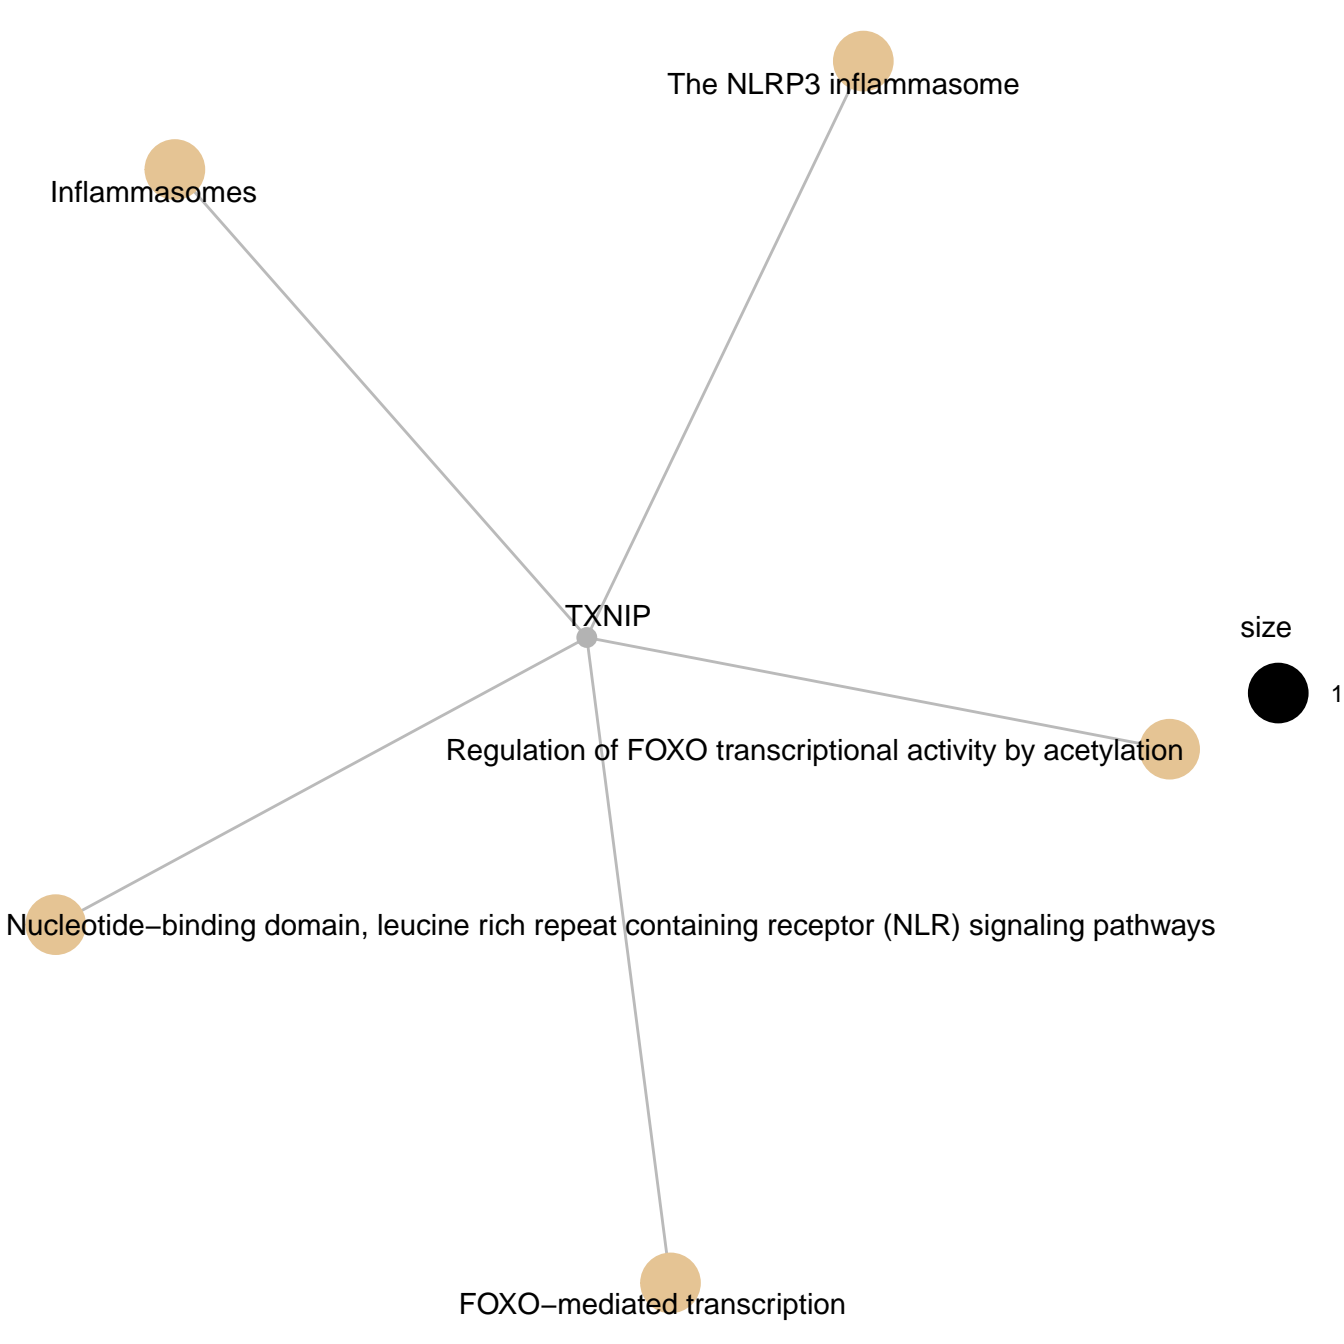 The NLRP3 inflammasome
Inflammasomes
TXNIP
size
1
Regulation of FOXO transcriptional activity by acetylation
Nucleotide−binding domain, leucine rich repeat containing receptor (NLR) signaling pathways
FOXO−mediated transcription